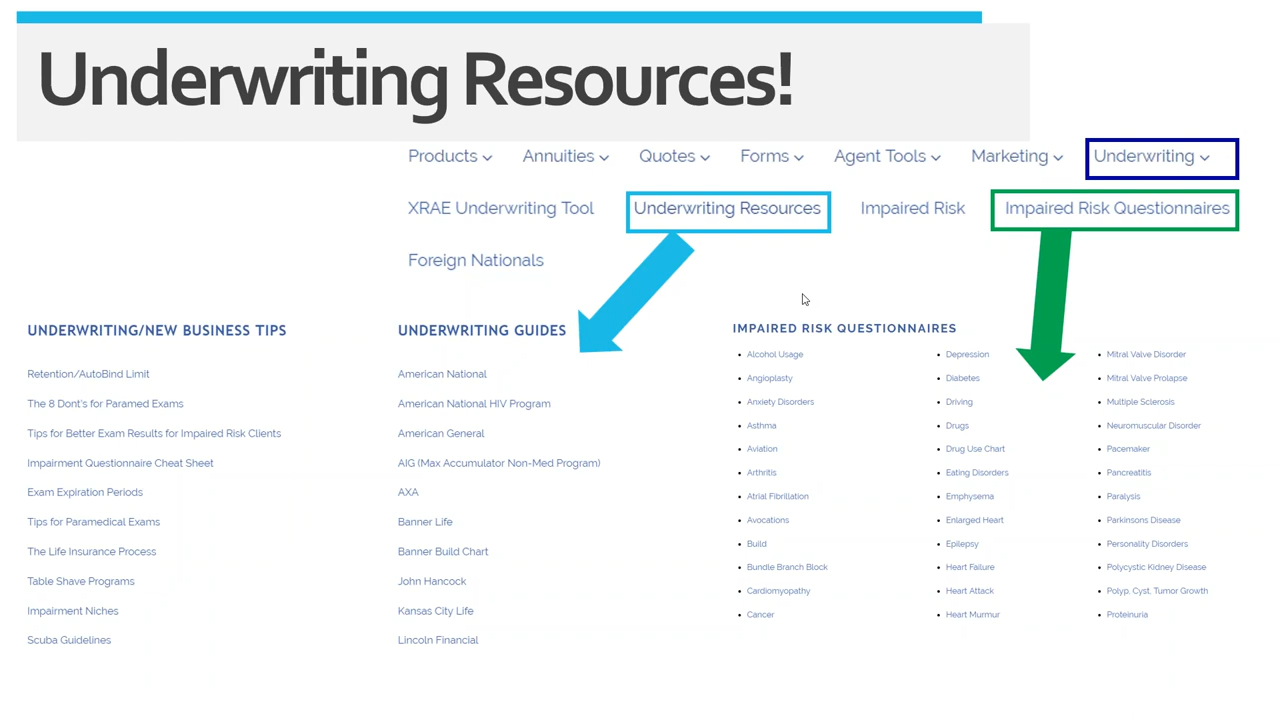 Underwriting Resources!
Products
Annuities
Quotes
Forms
Agent Tools
Marketing
Underwriting
XRAE Underwriting Tool
Underwriting Resources
Impaired Risk
Impaired Risk Questionnaires
Foreign Nationals
UNDERWRITING/NEW BUSINESS TIPS
Retention/AutoBind Limit
The 8 Dont's for Paramed Exams
Tips for Better Exam Results for Impaired Risk Clients
Impairment Questionnaire Cheat Sheet
Exam Expiration Periods
Tips for Paramedical Exams
The Life Insurance Process
Table Shave Programs
Impairment Niches
Scuba Guidelines
UNDERWRITING GUIDES
American National
American National HIV Program
American General
AIG (Max Accumulator Non-Med Program)
AXA
Banner Life
Banner Build Chart
John Hancock
Kansas City Life
Lincoln Financial
IMPAIRED RISK QUESTIONNAIRES
• Alcohol Usage
• Angioplasty
• Anxiety Disorders
• Asthma
• Aviation
• Arthritis
• Atrial Fibrillation
• Avocations
• Build
• Bundle Branch Block
• Cardiomyopathy
• Cancer
• Depression
• Diabetes
• Driving
• Drugs
• Drug Use Chart
• Eating Disorders
• Emphysema
• Enlarged Heart
• Epilepsy
• Heart Failure
• Heart Attack
• Heart Murmur
• Mitral Valve Disorder
• Mitral Valve Prolapse
• Multiple Sclerosis
• Neuromuscular Disorder
• Pacemaker
• Pancreatitis
• Paralysis
• Parkinsons Disease
• Personality Disorders
• Polycystic Kidney Disease
• Polyp, Cyst, Tumor Growth
• Proteinuria